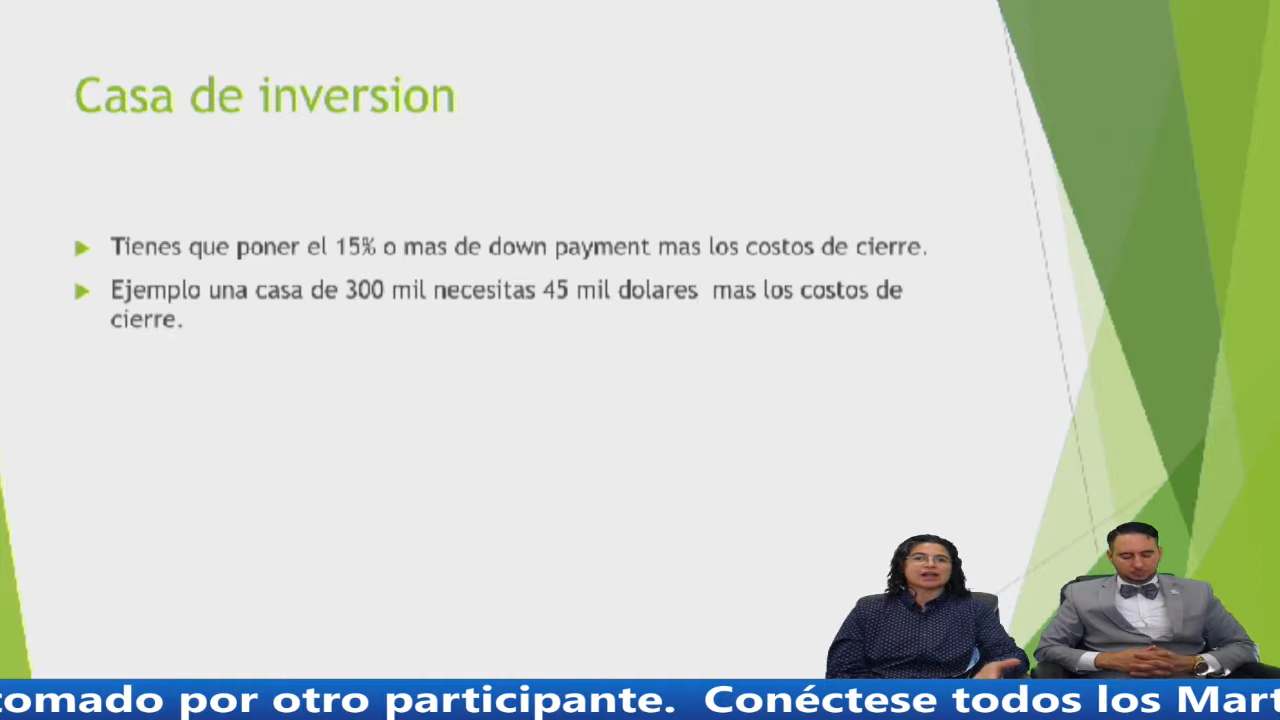 Casa de inversion
Tienes que poner el 15% o mas de down payment mas los costos de cierre.
Ejemplo una casa de 300 mil necesitas 45 mil dolares mas los costos de
cierre.
tomado por otro participante. Conéctese todos los Mart